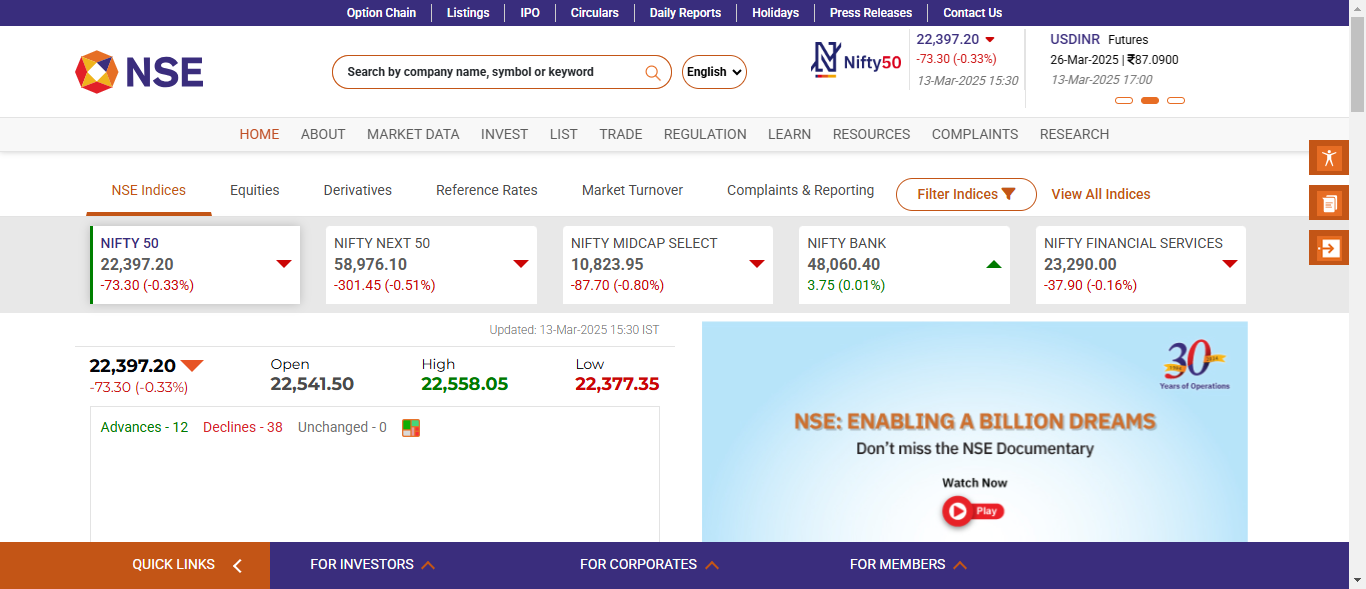 Option Chain Listings IPO Circulars Daily Reports Holidays Press Releases Contact Us
NSE
Search by company name, symbol or keyword
English
Nifty50
22,397.20
-73.30 (-0.33%)
13-Mar-2025 15:30
USDINR Futures
26-Mar-2025 | ₹87.0900
13-Mar-2025 17:00
HOME ABOUT MARKET DATA INVEST LIST TRADE REGULATION LEARN RESOURCES COMPLAINTS RESEARCH
NSE Indices Equities Derivatives Reference Rates Market Turnover Complaints & Reporting Filter Indices View All Indices
NIFTY 50
22,397.20
-73.30 (-0.33%)
NIFTY NEXT 50
58,976.10
-301.45 (-0.51%)
NIFTY MIDCAP SELECT
10,823.95
-87.70 (-0.80%)
NIFTY BANK
48,060.40
3.75 (0.01%)
NIFTY FINANCIAL SERVICES
23,290.00
-37.90 (-0.16%)
Updated: 13-Mar-2025 15:30 IST
22,397.20
-73.30 (-0.33%)
Open
22,541.50
High
22,558.05
Low
22,377.35
Advances - 12 Declines - 38 Unchanged - 0
30
Years of Operations
NSE: ENABLING A BILLION DREAMS
Don't miss the NSE Documentary
Watch Now
Play
QUICK LINKS FOR INVESTORS FOR CORPORATES FOR MEMBERS